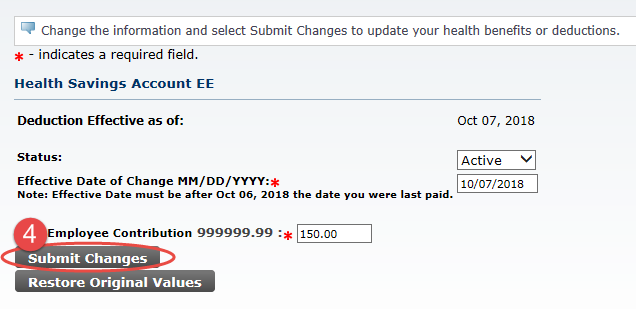 Change the information and select Submit Changes to update your health benefits or deductions.
* - indicates a required field.
Health Savings Account EE
Deduction Effective as of: Oct 07, 2018
Status: Active
Effective Date of Change MM/DD/YYYY:* 10/07/2018
Note: Effective Date must be after Oct 06, 2018 the date you were last paid.
4 Employee Contribution 999999.99 :* 150.00
Submit Changes
Restore Original Values